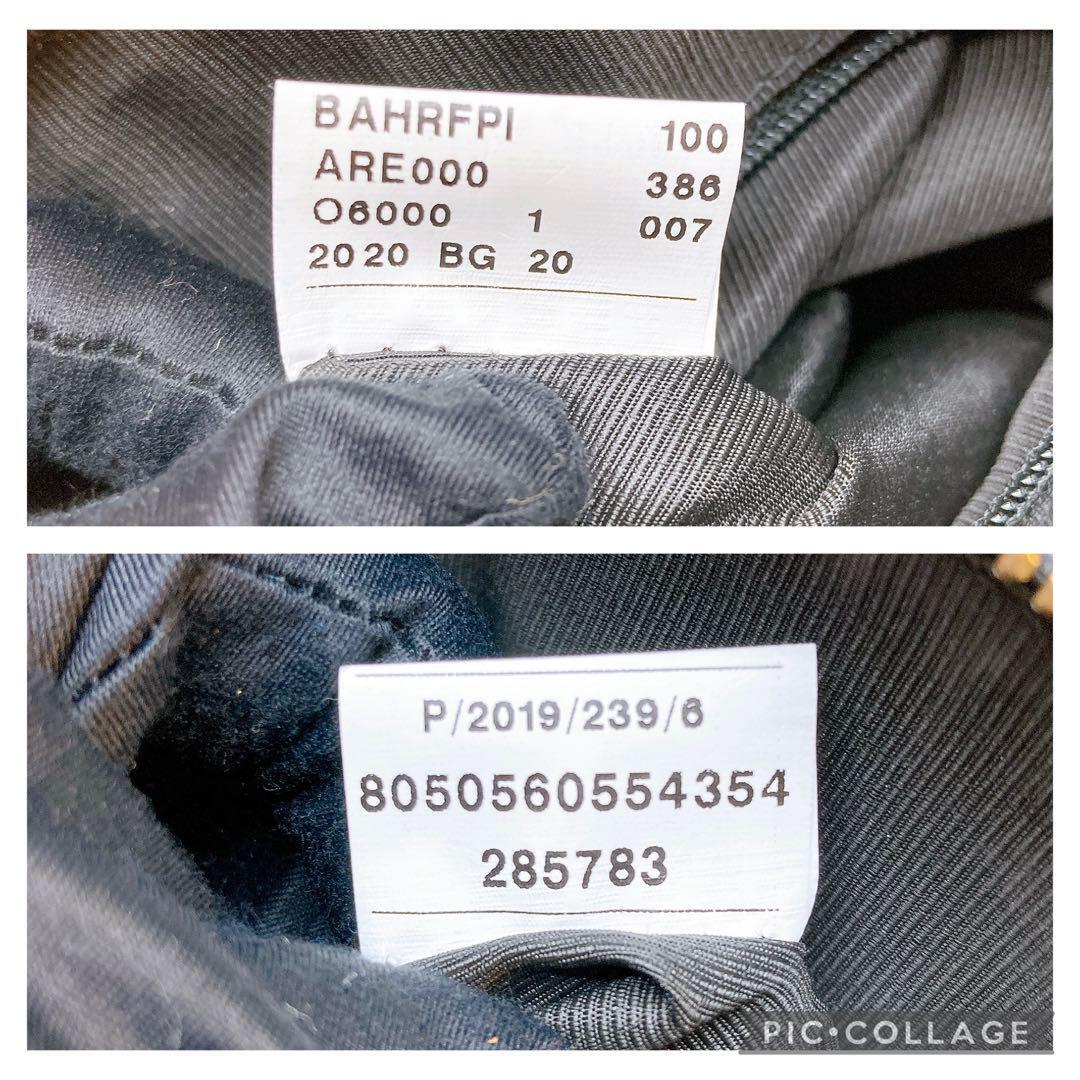 BAHRFPI 100
ARE000 386
O6000 1 007
2020 BG 20
P/2019/239/6
8050560554354
285783
PIC•COLLAGE